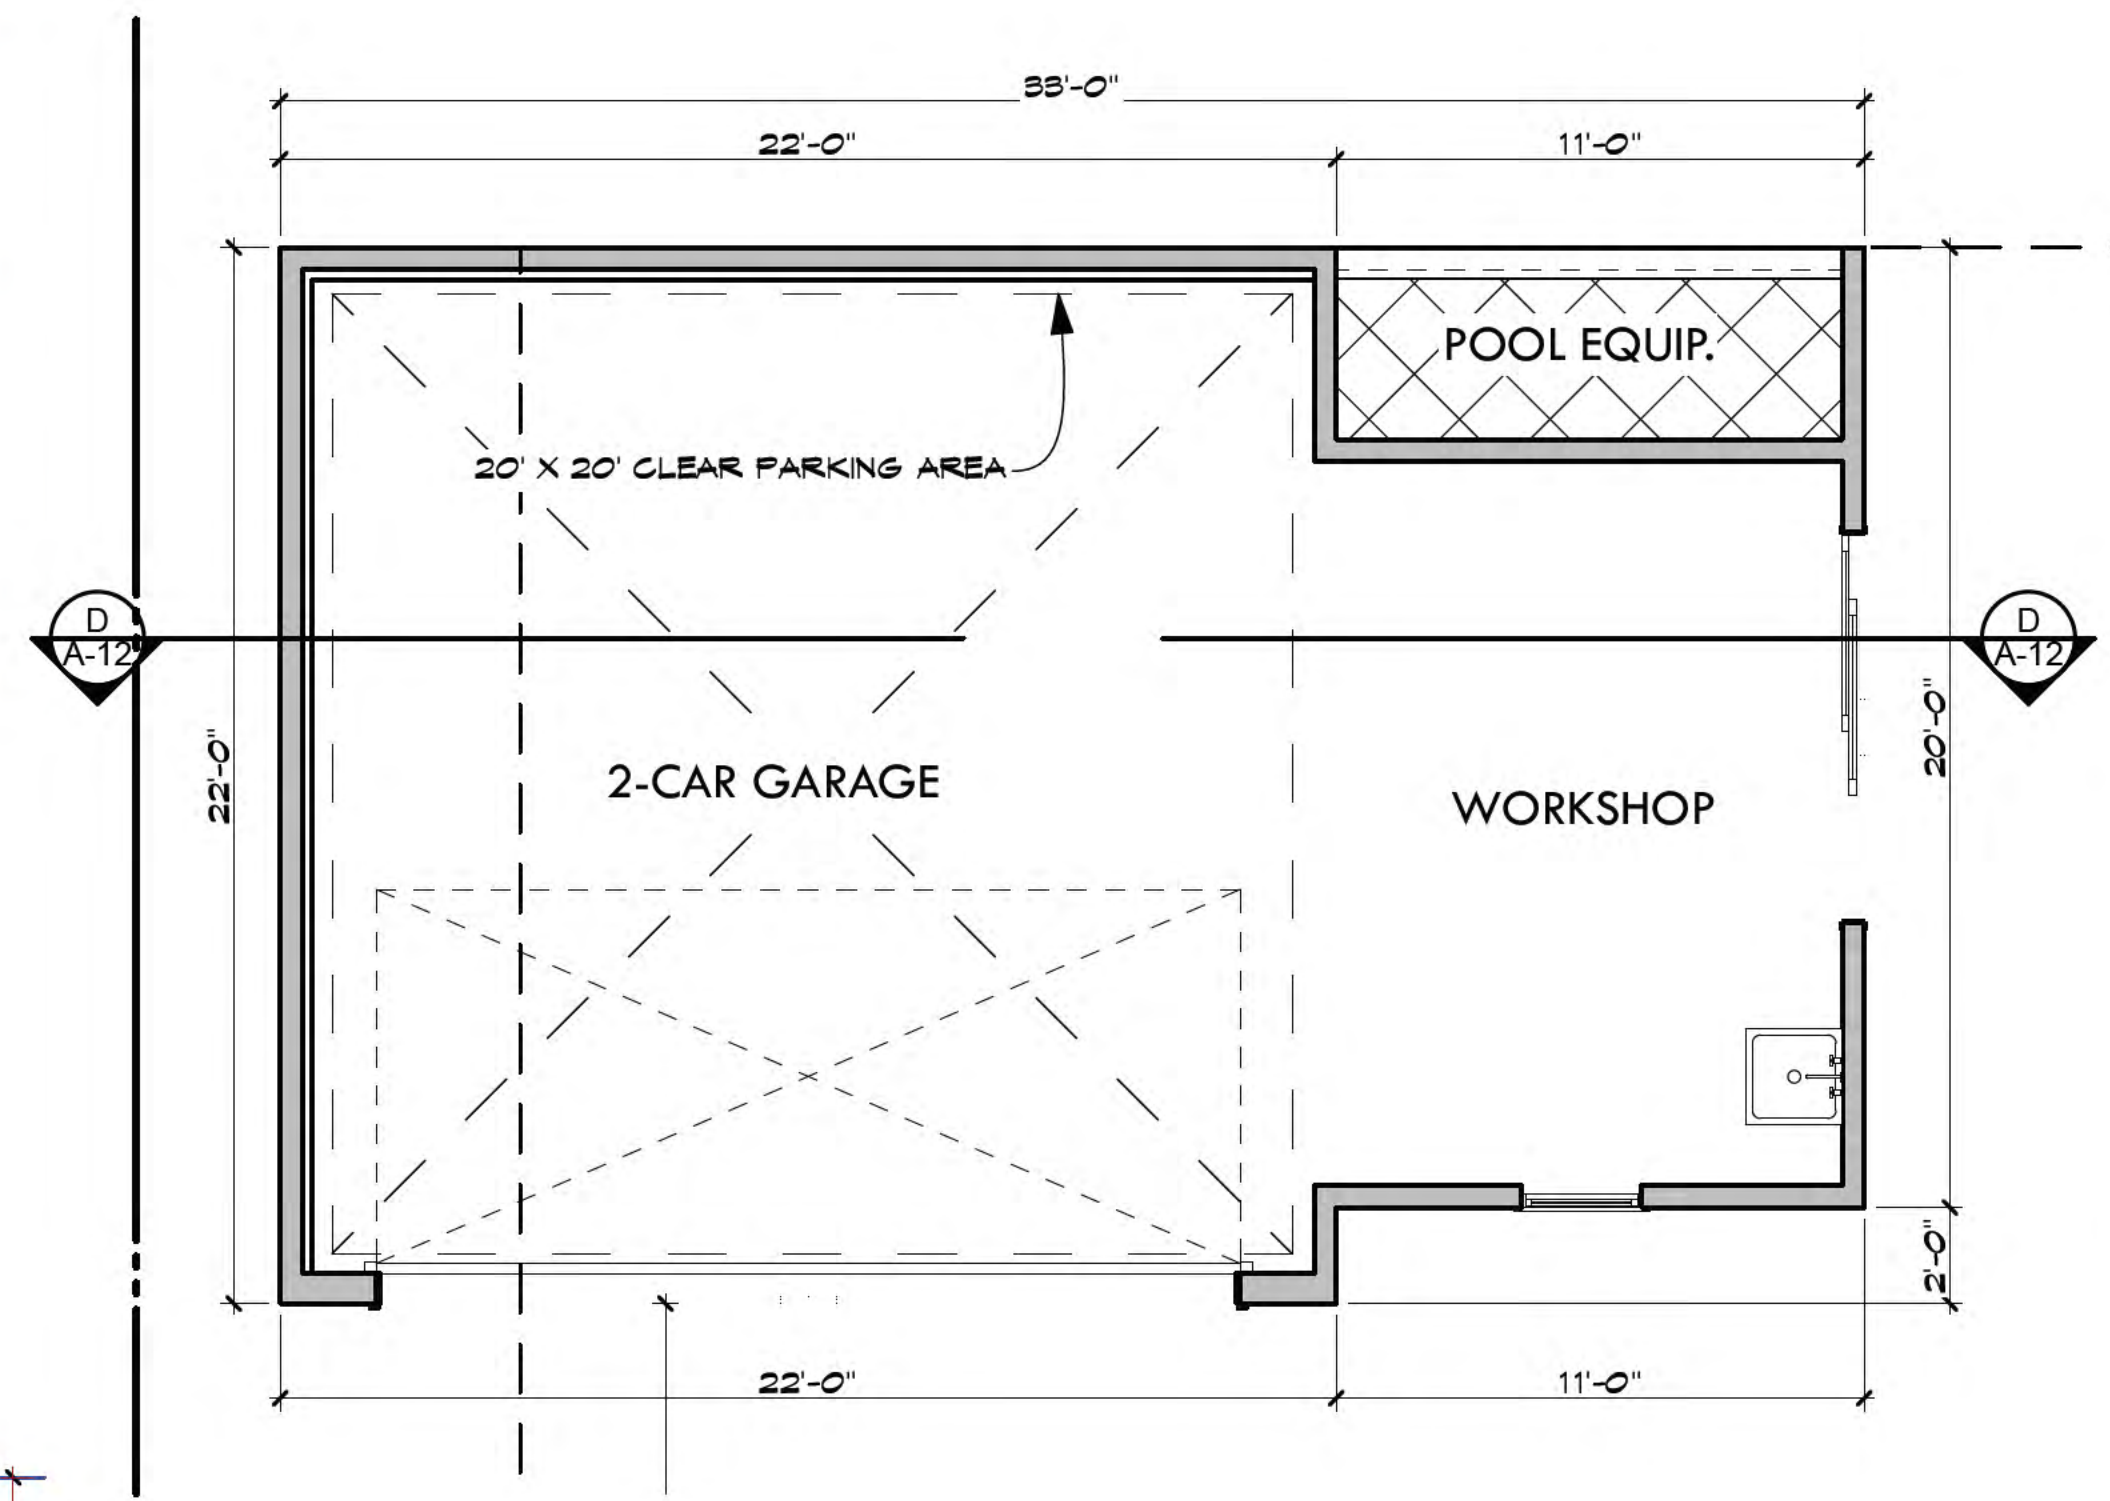 33'-0"
22'-0"
11'-0"
POOL EQUIP.
20' X 20' CLEAR PARKING AREA
D
A-12
D
A-12
22'-0"
20'-0"
2-CAR GARAGE
WORKSHOP
2'-0"
22'-0"
11'-0"